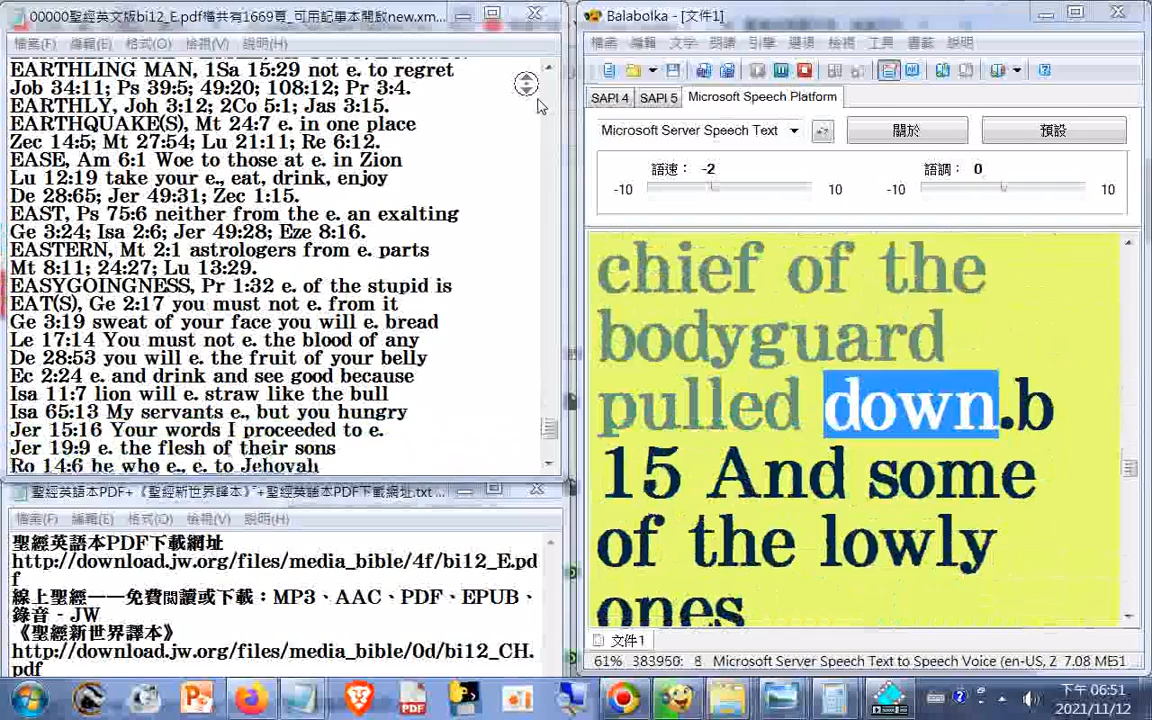 00000聖經英文版bi12_E.pdf檔共有1669頁_可用記事本開啟new.xm...
檔案(F) 編輯(E) 格式(O) 檢視(V) 說明(H)
EARTHLING MAN, 1Sa 15:29 not e. to regret
Job 34:11; Ps 39:5; 49:20; 108:12; Pr 3:4.
EARTHLY, Joh 3:12; 2Co 5:1; Jas 3:15.
EARTHQUAKE(S), Mt 24:7 e. in one place
Zec 14:5; Mt 27:54; Lu 21:11; Re 6:12.
EASE, Am 6:1 Woe to those at e. in Zion
Lu 12:19 take your e., eat, drink, enjoy
De 28:65; Jer 49:31; Zec 1:15.
EAST, Ps 75:6 neither from the e. an exalting
Ge 3:24; Isa 2:6; Jer 49:28; Eze 8:16.
EASTERN, Mt 2:1 astrologers from e. parts
Mt 8:11; 24:27; Lu 13:29.
EASYGOINGNESS, Pr 1:32 e. of the stupid is
EAT(S), Ge 2:17 you must not e. from it
Ge 3:19 sweat of your face you will e. bread
Le 17:14 You must not e. the blood of any
De 28:53 you will e. the fruit of your belly
Ec 2:24 e. and drink and see good because
Isa 11:7 lion will e. straw like the bull
Isa 65:13 My servants e., but you hungry
Jer 15:16 Your words I proceeded to e.
Jer 19:9 e. the flesh of their sons
Ro 14:6 he who e., e. to Jehovah
聖經英語本PDF+《聖經新世界譯本》"+聖經英語本PDF下載網址.txt ...
檔案(F) 編輯(E) 格式(O) 檢視(V) 說明(H)
聖經英語本PDF下載網址
http://download.jw.org/files/media_bible/4f/bi12_E.pd
f
線上聖經——免費閱讀或下載：MP3、AAC、PDF、EPUB、
錄音 - JW
《聖經新世界譯本》
http://download.jw.org/files/media_bible/0d/bi12_CH.
pdf
Balabolka - [文件1]
檔案 編輯 文字 朗讀 引擎 選項 檢視 工具 書籤 說明
SAPI 4 SAPI 5 Microsoft Speech Platform
Microsoft Server Speech Text 關於 預設
語速： -2 語調： 0
-10 10 -10 10
chief of the
bodyguard
pulled down.b
15 And some
of the lowly
ones
文件1
61% 383950: 8 Microsoft Server Speech Text to Speech Voice (en-US, Z 7.08 MB
下午 06:51
2021/11/12